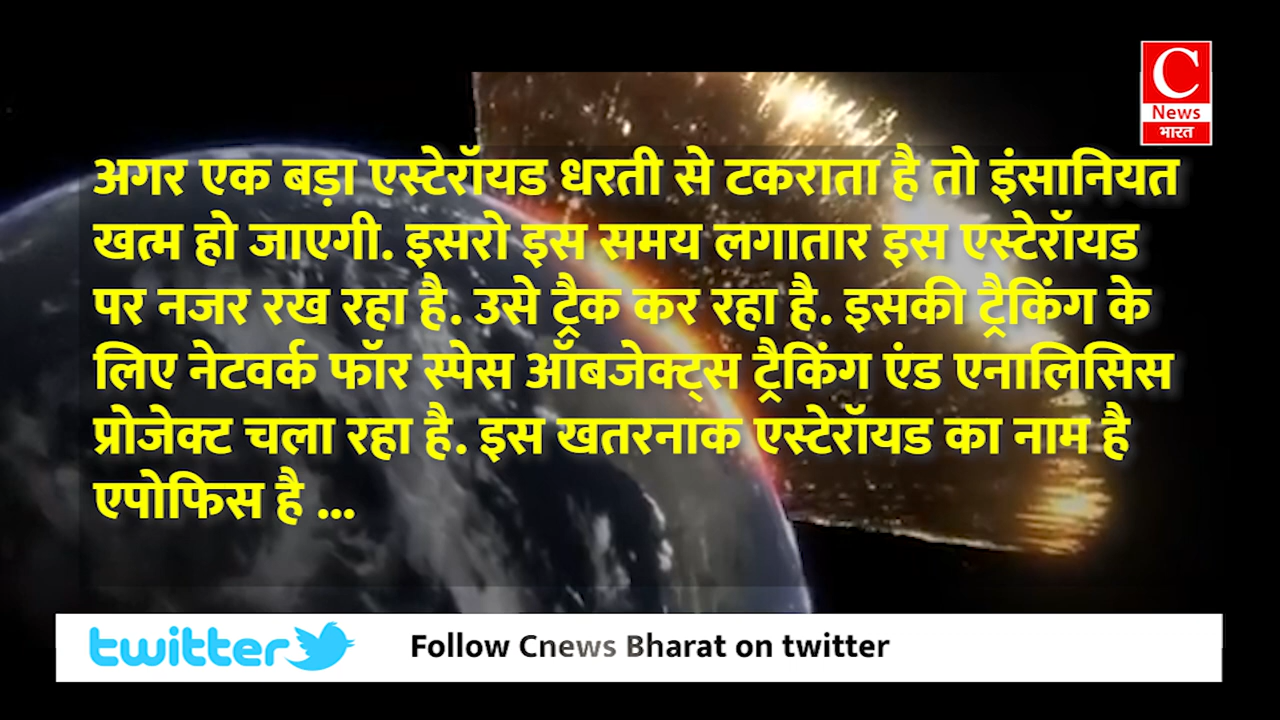 C
News
भारत
अगर एक बड़ा एस्टेरॉयड धरती से टकराता है तो इंसानियत
खत्म हो जाएगी. इसरो इस समय लगातार इस एस्टेरॉयड
पर नजर रख रहा है. उसे ट्रैक कर रहा है. इसकी ट्रैकिंग के
लिए नेटवर्क फॉर स्पेस ऑबजेक्ट्स ट्रैकिंग एंड एनालिसिस
प्रोजेक्ट चला रहा है. इस खतरनाक एस्टेरॉयड का नाम है
एपोफिस है ...
twitter Follow Cnews Bharat on twitter